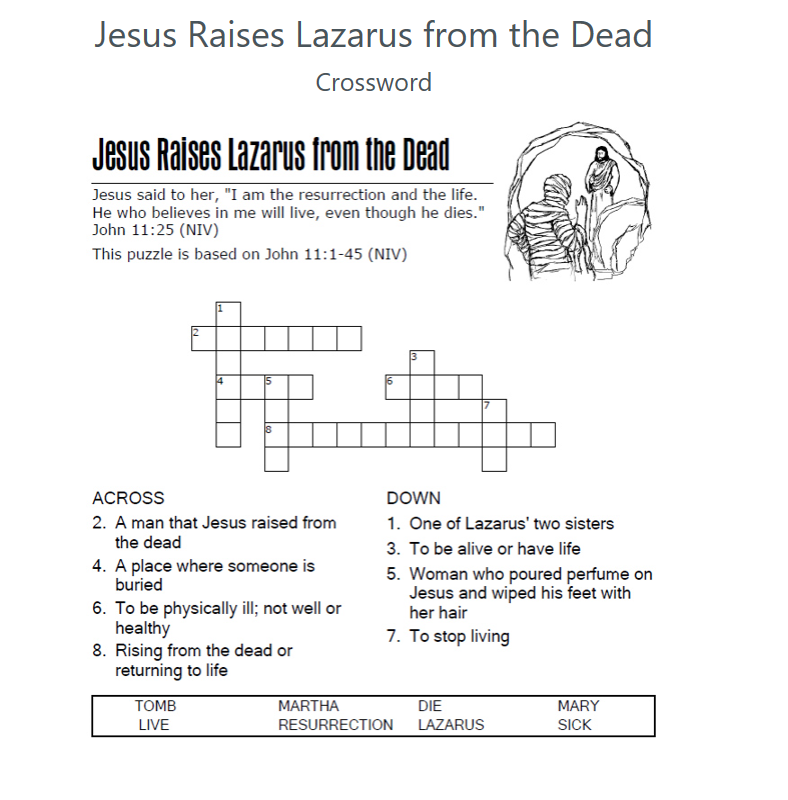 Jesus Raises Lazarus from the Dead
Crossword
Jesus Raises Lazarus from the Dead
Jesus said to her, "I am the resurrection and the life.
He who believes in me will live, even though he dies."
John 11:25 (NIV)
This puzzle is based on John 11:1-45 (NIV)
1
2
3
4 5 6
7
8
ACROSS
2. A man that Jesus raised from
the dead
4. A place where someone is
buried
6. To be physically ill; not well or
healthy
8. Rising from the dead or
returning to life
DOWN
1. One of Lazarus' two sisters
3. To be alive or have life
5. Woman who poured perfume on
Jesus and wiped his feet with
her hair
7. To stop living
TOMB MARTHA DIE MARY
LIVE RESURRECTION LAZARUS SICK